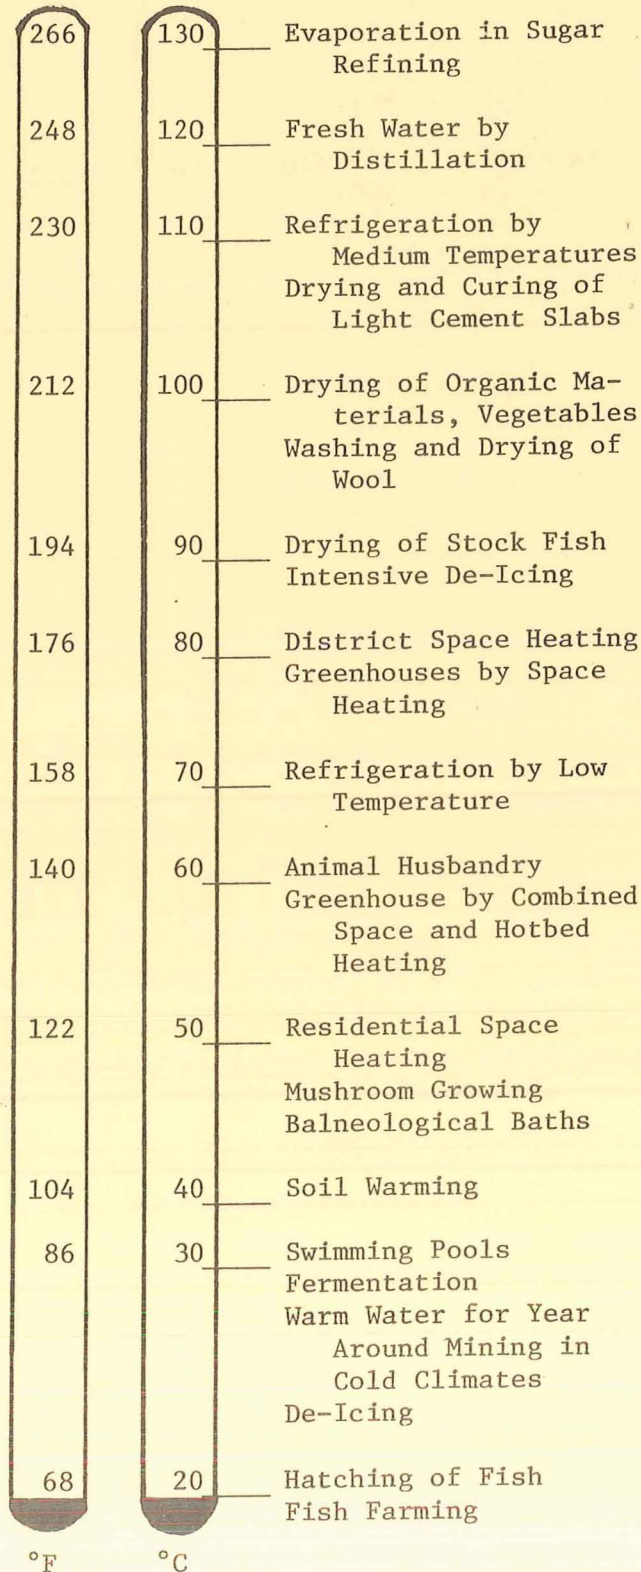 266 130 Evaporation in Sugar
Refining
248 120 Fresh Water by
Distillation
230 110 Refrigeration by
Medium Temperatures
Drying and Curing of
Light Cement Slabs
212 100 Drying of Organic Ma-
terials, Vegetables
Washing and Drying of
Wool
194 90 Drying of Stock Fish
Intensive De-Icing
176 80 District Space Heating
Greenhouses by Space
Heating
158 70 Refrigeration by Low
Temperature
140 60 Animal Husbandry
Greenhouse by Combined
Space and Hotbed
Heating
122 50 Residential Space
Heating
Mushroom Growing
Balneological Baths
104 40 Soil Warming
86 30 Swimming Pools
Fermentation
Warm Water for Year
Around Mining in
Cold Climates
De-Icing
68 20 Hatching of Fish
Fish Farming
°F °C